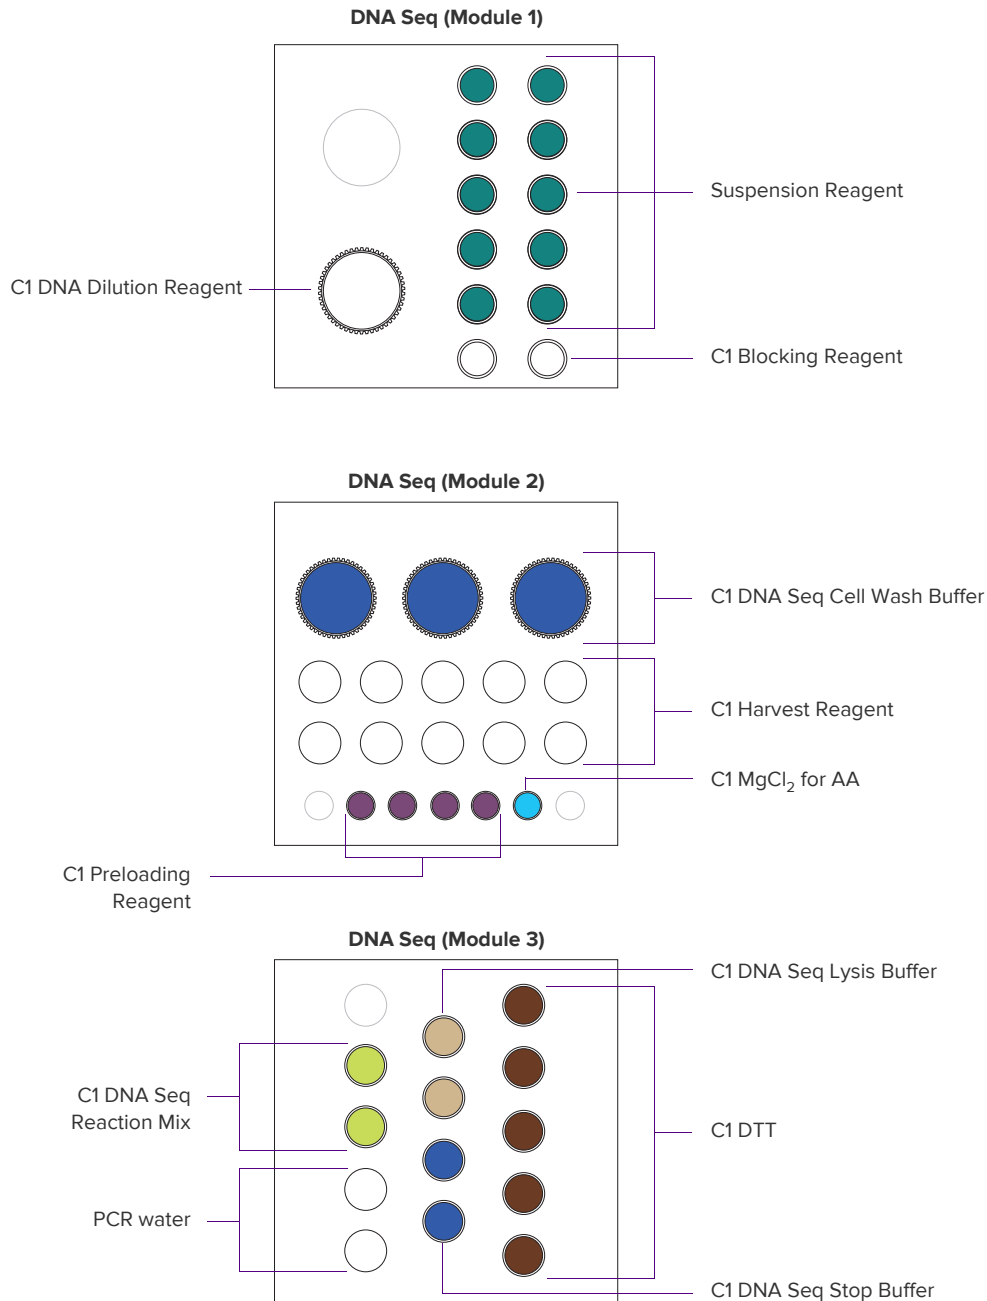 DNA Seq (Module 1)
Suspension Reagent
C1 DNA Dilution Reagent
C1 Blocking Reagent
DNA Seq (Module 2)
C1 DNA Seq Cell Wash Buffer
C1 Harvest Reagent
C1 MgCl₂ for AA
C1 Preloading
Reagent
DNA Seq (Module 3)
C1 DNA Seq Lysis Buffer
C1 DNA Seq
Reaction Mix
C1 DTT
PCR water
C1 DNA Seq Stop Buffer